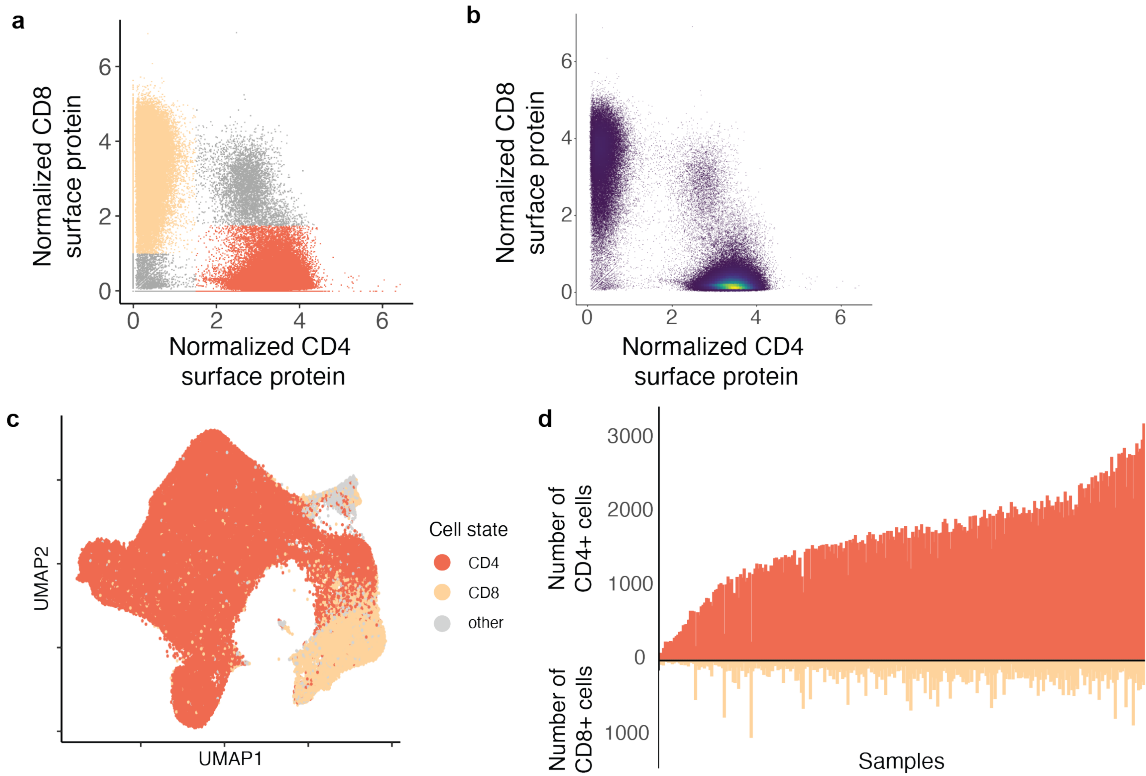 a
Normalized CD8
surface protein
6
4
2
0
0
2
4
6
Normalized CD4
surface protein
b
Normalized CD8
surface protein
6
4
2
0
0
2
4
6
Normalized CD4
surface protein
c
UMAP2
UMAP1
Cell state
CD4
CD8
other
d
Number of
CD4+ cells
3000
2000
1000
0
Number of
CD8+ cells
1000
Samples